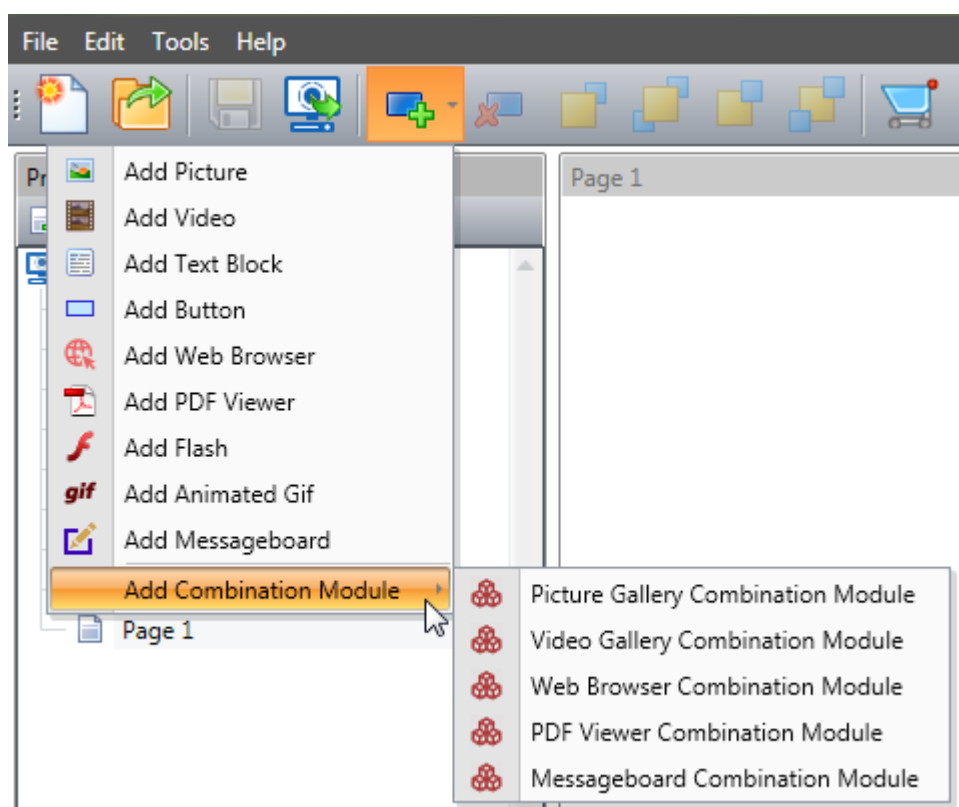 File Edit Tools Help
Pr
Page 1
Add Picture
Add Video
Add Text Block
Add Button
Add Web Browser
Add PDF Viewer
Add Flash
gif Add Animated Gif
Add Messageboard
Add Combination Module
Page 1
Picture Gallery Combination Module
Video Gallery Combination Module
Web Browser Combination Module
PDF Viewer Combination Module
Messageboard Combination Module